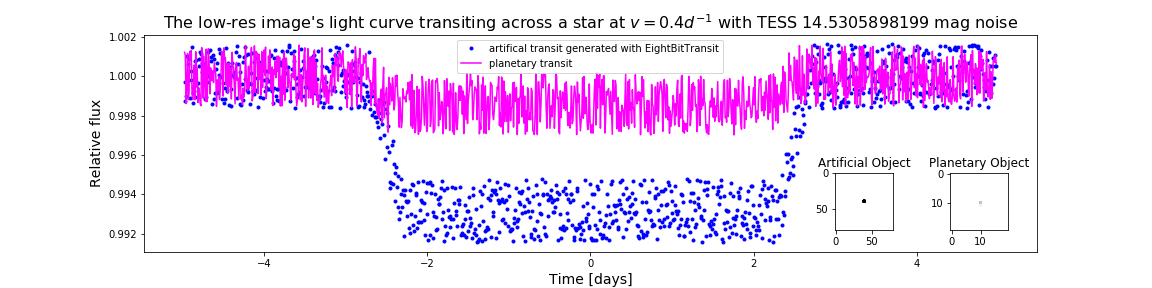 The low-res image's light curve transiting across a star at v = 0.4d⁻¹ with TESS 14.5305898199 mag noise
artifical transit generated with EightBitTransit
planetary transit
Relative flux
1.002
1.000
0.998
0.996
0.994
0.992
−4
−2
0
2
4
Time [days]
Artificial Object
0
50
0
50
Planetary Object
0
10
0
10